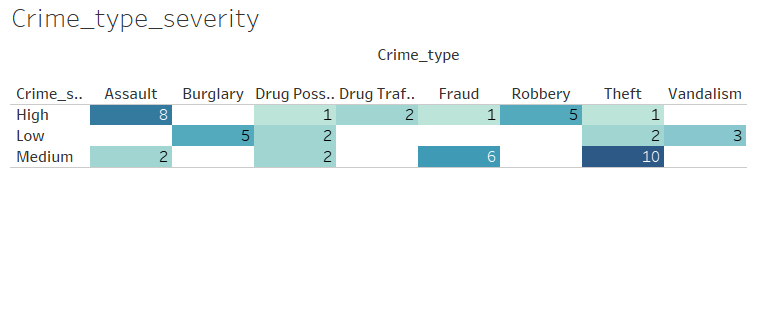 Crime_type_severity
Crime_type
Crime_s.. Assault Burglary Drug Poss.. Drug Traf.. Fraud Robbery Theft Vandalism
High 8 1 2 1 5 1
Low 5 2 2 3
Medium 2 2 6 10